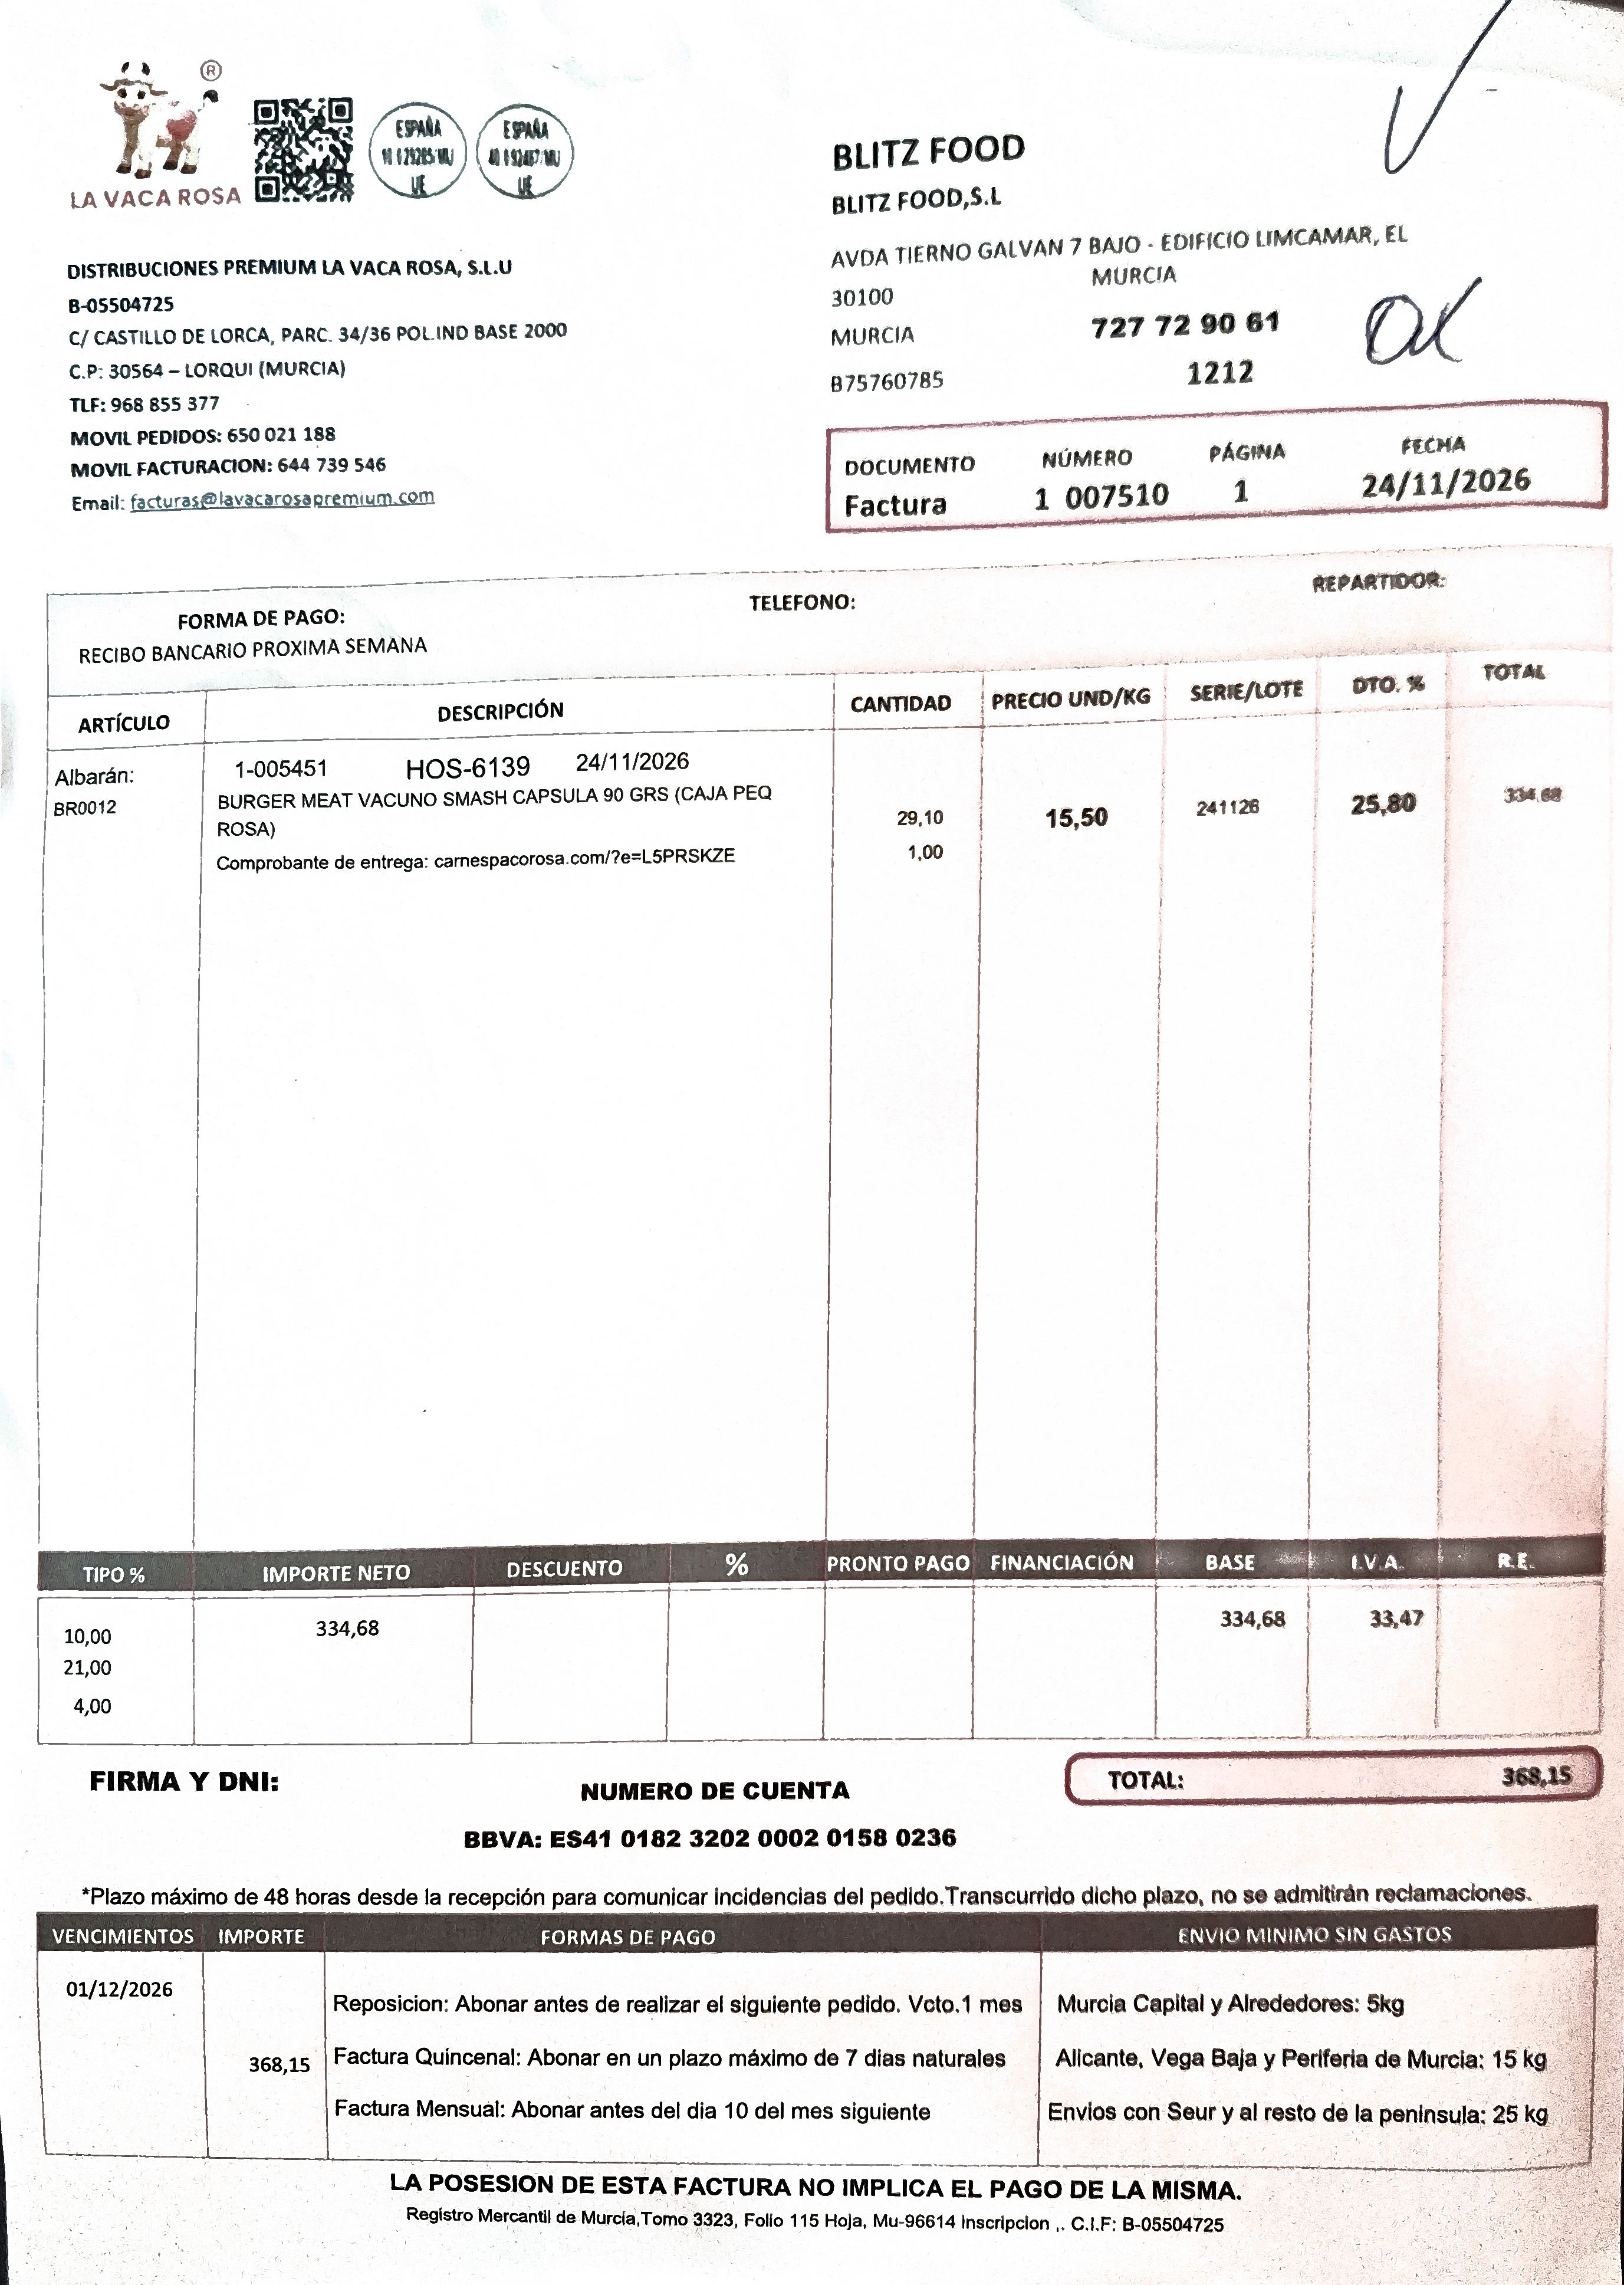 ®
LA VACA ROSA
ESPAÑA
UE
ESPAÑA
UE
DISTRIBUCIONES PREMIUM LA VACA ROSA, S.L.U
B-05504725
C/ CASTILLO DE LORCA, PARC. 34/36 POL.IND BASE 2000
C.P: 30564 – LORQUI (MURCIA)
TLF: 968 855 377
MOVIL PEDIDOS: 650 021 188
MOVIL FACTURACION: 644 739 546
Email: facturas@lavacarosapremium.com
BLITZ FOOD
BLITZ FOOD,S.L
AVDA TIERNO GALVAN 7 BAJO - EDIFICIO LIMCAMAR, EL
MURCIA
30100
MURCIA 727 72 90 61
B75760785 1212
OK
DOCUMENTO NÚMERO PÁGINA FECHA
Factura 1 007510 1 24/11/2026
FORMA DE PAGO: TELEFONO: REPARTIDOR:
RECIBO BANCARIO PROXIMA SEMANA
ARTÍCULO DESCRIPCIÓN CANTIDAD PRECIO UND/KG SERIE/LOTE DTO. % TOTAL
Albarán: 1-005451 HOS-6139 24/11/2026
BR0012 BURGER MEAT VACUNO SMASH CAPSULA 90 GRS (CAJA PEQ 29,10 15,50 241126 25,80 334,68
ROSA)
Comprobante de entrega: carnespacorosa.com/?e=L5PRSKZE 1,00
TIPO % IMPORTE NETO DESCUENTO % PRONTO PAGO FINANCIACIÓN BASE I.V.A. R.E.
10,00 334,68 334,68 33,47
21,00
4,00
FIRMA Y DNI: NUMERO DE CUENTA TOTAL: 368,15
BBVA: ES41 0182 3202 0002 0158 0236
*Plazo máximo de 48 horas desde la recepción para comunicar incidencias del pedido.Transcurrido dicho plazo, no se admitirán reclamaciones.
VENCIMIENTOS IMPORTE FORMAS DE PAGO ENVIO MINIMO SIN GASTOS
01/12/2026 Reposicion: Abonar antes de realizar el siguiente pedido. Vcto.1 mes Murcia Capital y Alrededores: 5kg
368,15 Factura Quincenal: Abonar en un plazo máximo de 7 dias naturales Alicante, Vega Baja y Periferia de Murcia: 15 kg
Factura Mensual: Abonar antes del dia 10 del mes siguiente Envios con Seur y al resto de la peninsula: 25 kg
LA POSESION DE ESTA FACTURA NO IMPLICA EL PAGO DE LA MISMA.
Registro Mercantil de Murcia,Tomo 3323, Folio 115 Hoja, Mu-96614 Inscripcion ,. C.I.F: B-05504725